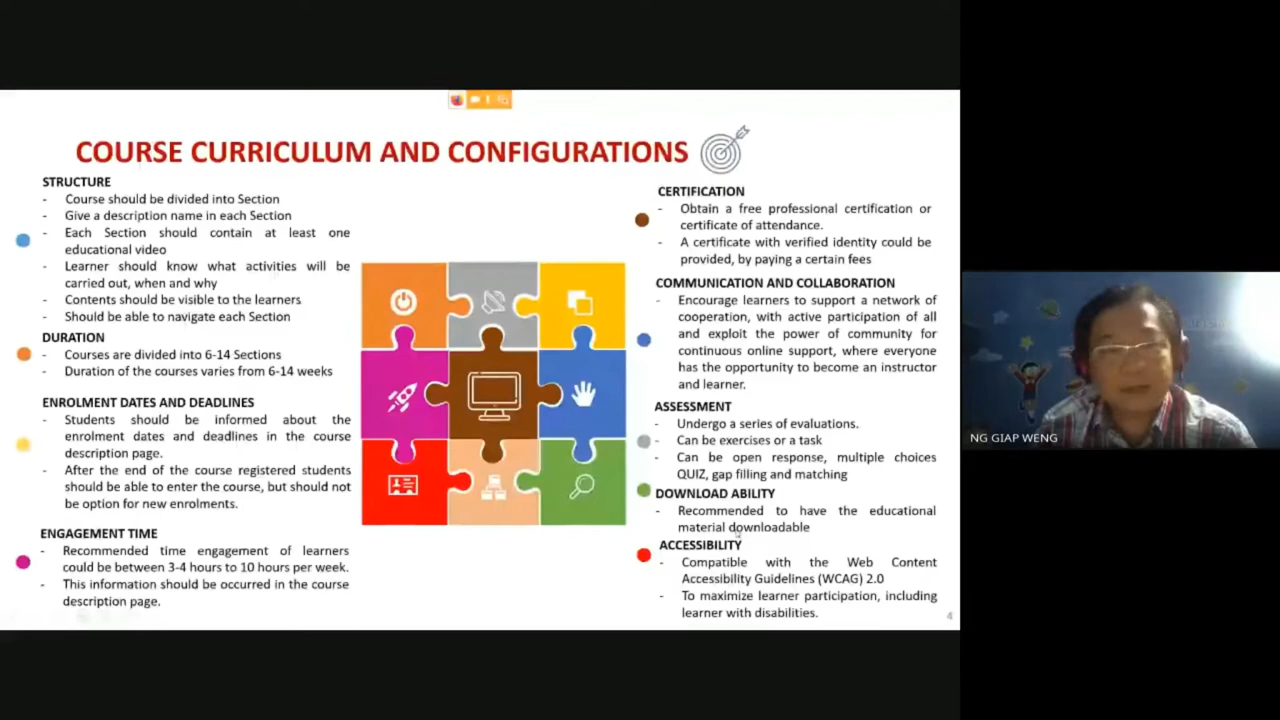 COURSE CURRICULUM AND CONFIGURATIONS
STRUCTURE
- Course should be divided into Section
- Give a description name in each Section
- Each Section should contain at least one
educational video
- Learner should know what activities will be
carried out, when and why
- Contents should be visible to the learners
- Should be able to navigate each Section
DURATION
- Courses are divided into 6-14 Sections
- Duration of the courses varies from 6-14 weeks
ENROLMENT DATES AND DEADLINES
- Students should be informed about the
enrolment dates and deadlines in the course
description page.
- After the end of the course registered students
should be able to enter the course, but should not
be option for new enrolments.
ENGAGEMENT TIME
- Recommended time engagement of learners
could be between 3-4 hours to 10 hours per week.
- This information should be occurred in the course
description page.
CERTIFICATION
- Obtain a free professional certification or
certificate of attendance.
- A certificate with verified identity could be
provided, by paying a certain fees
COMMUNICATION AND COLLABORATION
- Encourage learners to support a network of
cooperation, with active participation of all
and exploit the power of community for
continuous online support, where everyone
has the opportunity to become an instructor
and learner.
ASSESSMENT
- Undergo a series of evaluations.
- Can be exercises or a task
- Can be open response, multiple choices
QUIZ, gap filling and matching
DOWNLOAD ABILITY
- Recommended to have the educational
material downloadable
ACCESSIBILITY
- Compatible with the Web Content
Accessibility Guidelines (WCAG) 2.0
- To maximize learner participation, including
learner with disabilities.
4
NG GIAP WENG